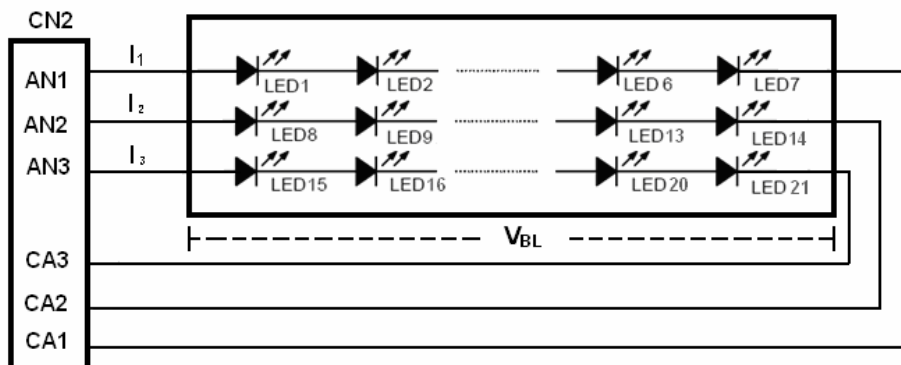 CN2
AN1 I1 LED1 LED2 LED6 LED7
AN2 I2 LED8 LED9 LED13 LED14
AN3 I3 LED15 LED16 LED20 LED21
VBL
CA3
CA2
CA1